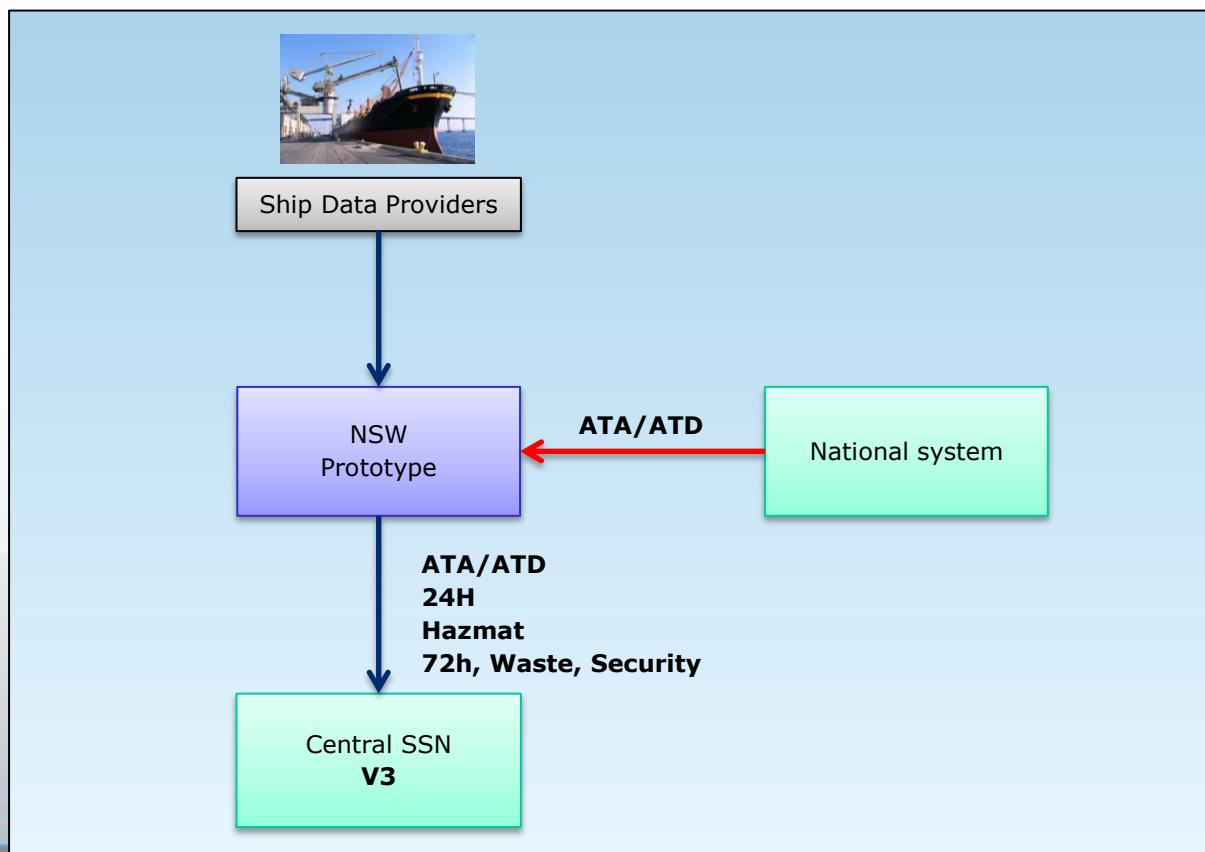 Ship Data Providers
NSW
Prototype
ATA/ATD
National system
ATA/ATD
24H
Hazmat
72h, Waste, Security
Central SSN
V3